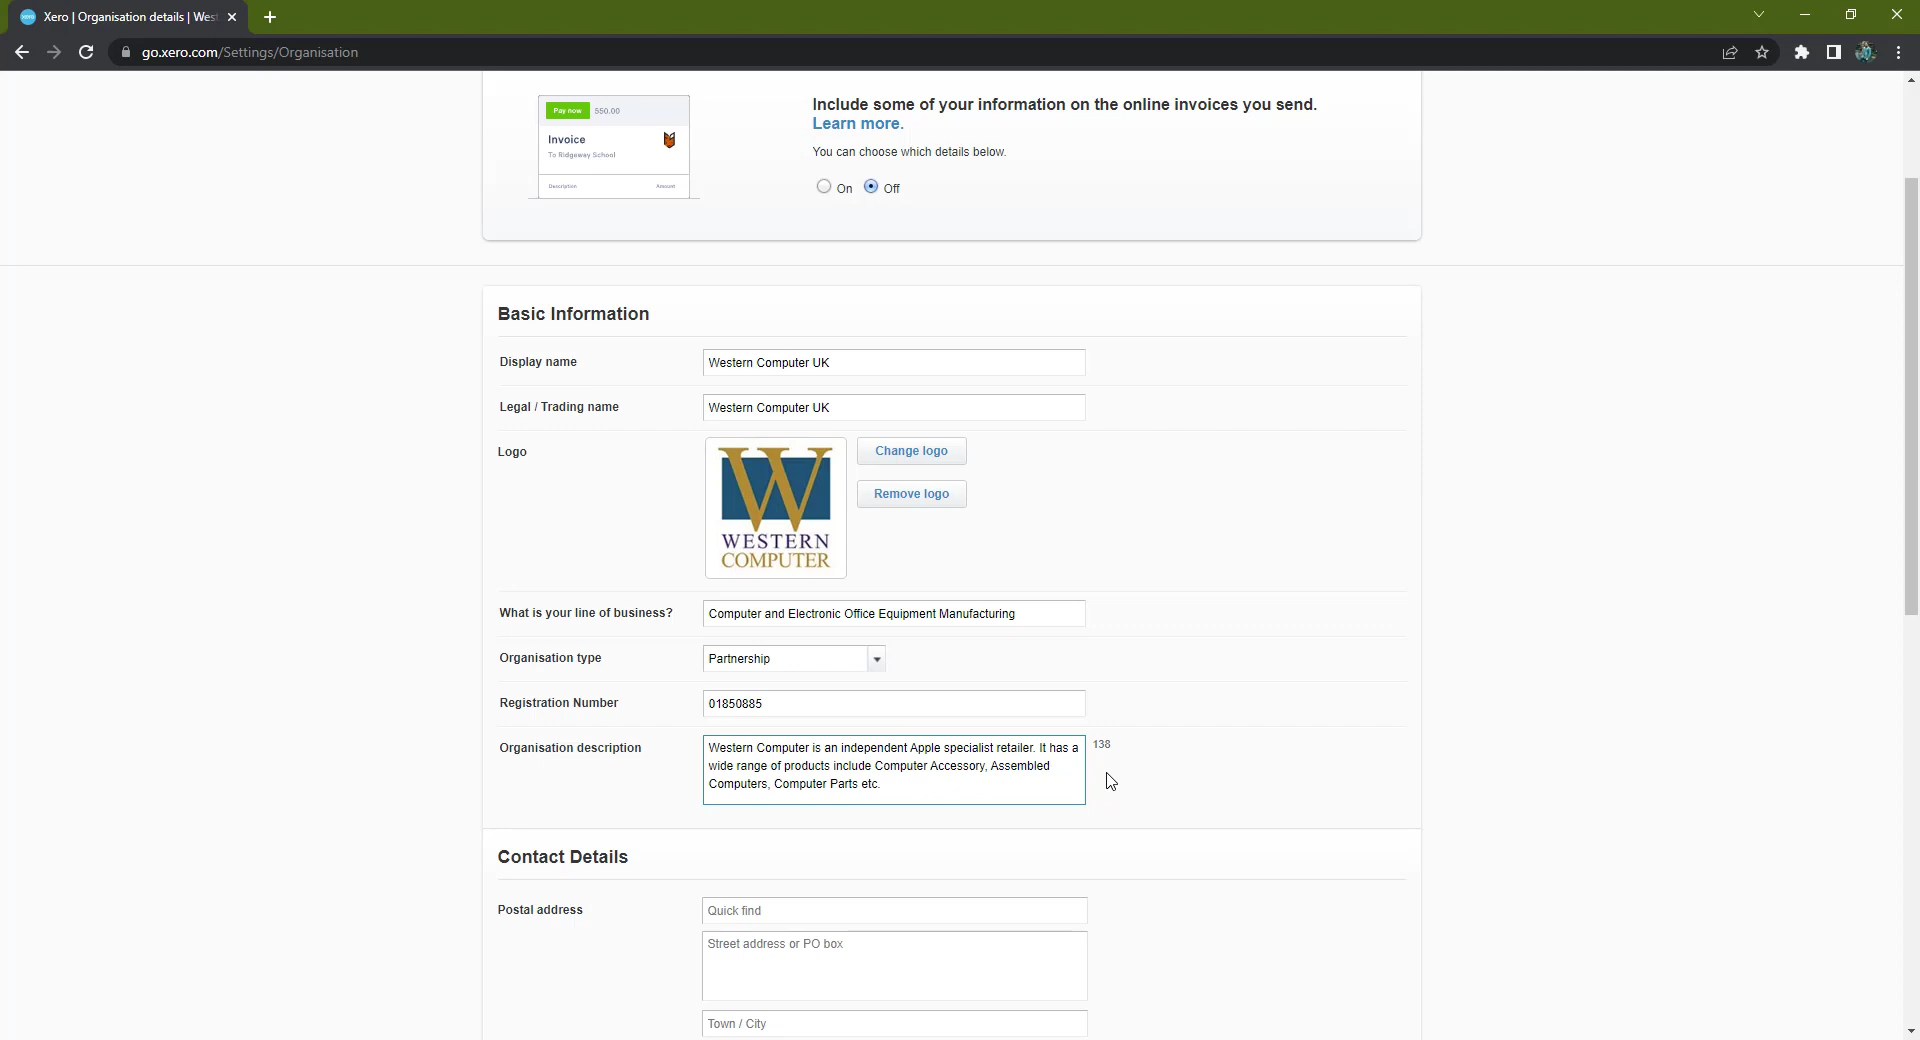 Xero | Organisation details | Wes
go.xero.com/Settings/Organisation
Pay now 550.00
Invoice
To Ridgeway School
Description Amount
Include some of your information on the online invoices you send.
Learn more.
You can choose which details below.
On Off
Basic Information
Display name Western Computer UK
Legal / Trading name Western Computer UK
Logo
WESTERN
COMPUTER
Change logo
Remove logo
What is your line of business? Computer and Electronic Office Equipment Manufacturing
Organisation type Partnership
Registration Number 01850885
Organisation description
Western Computer is an independent Apple specialist retailer. It has a
wide range of products include Computer Accessory, Assembled
Computers, Computer Parts etc.
138
Contact Details
Postal address Quick find
Street address or PO box
Town / City